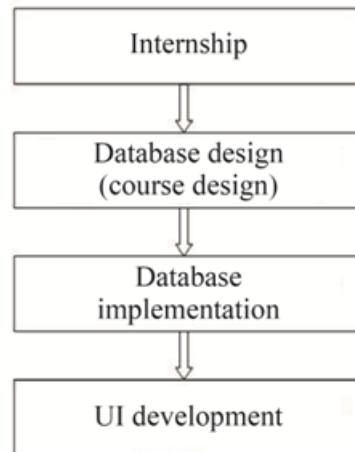 Internship
Database design
(course design)
Database
implementation
UI development